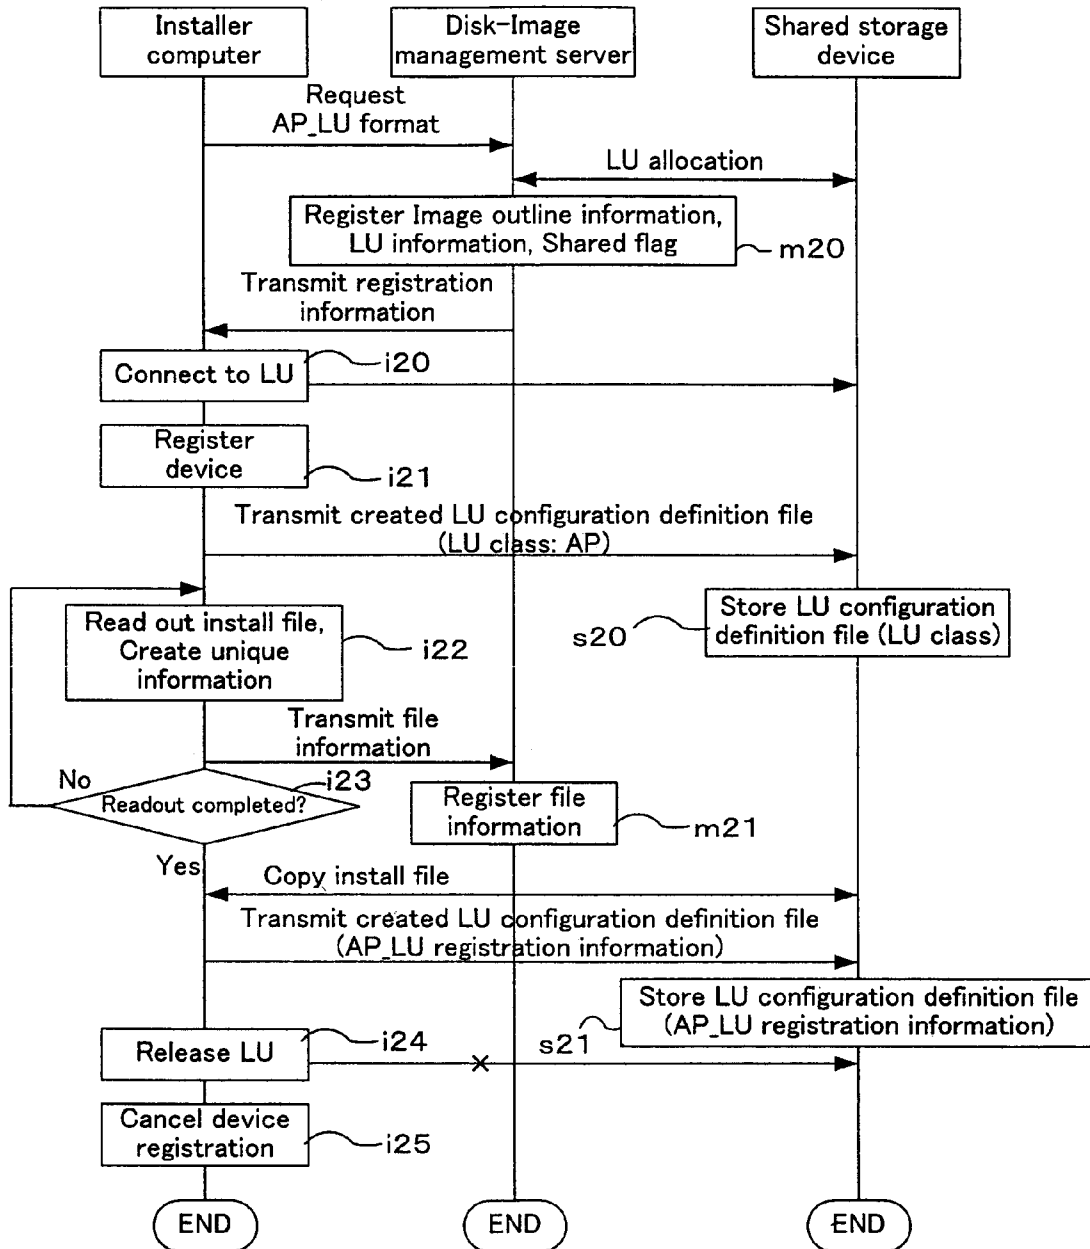 Installer
computer
Disk-Image
management server
Shared storage
device
Request
AP_LU format
LU allocation
Register Image outline information,
LU information, Shared flag
m20
Transmit registration
information
Connect to LU
i20
Register
device
i21
Transmit created LU configuration definition file
(LU class: AP)
Read out install file,
Create unique
information
i22
Store LU configuration
definition file (LU class)
s20
Transmit file
information
No
i23
Readout completed?
Register file
information
m21
Yes
Copy install file
Transmit created LU configuration definition file
(AP_LU registration information)
Store LU configuration definition file
(AP_LU registration information)
s21
Release LU
i24
Cancel device
registration
i25
END
END
END